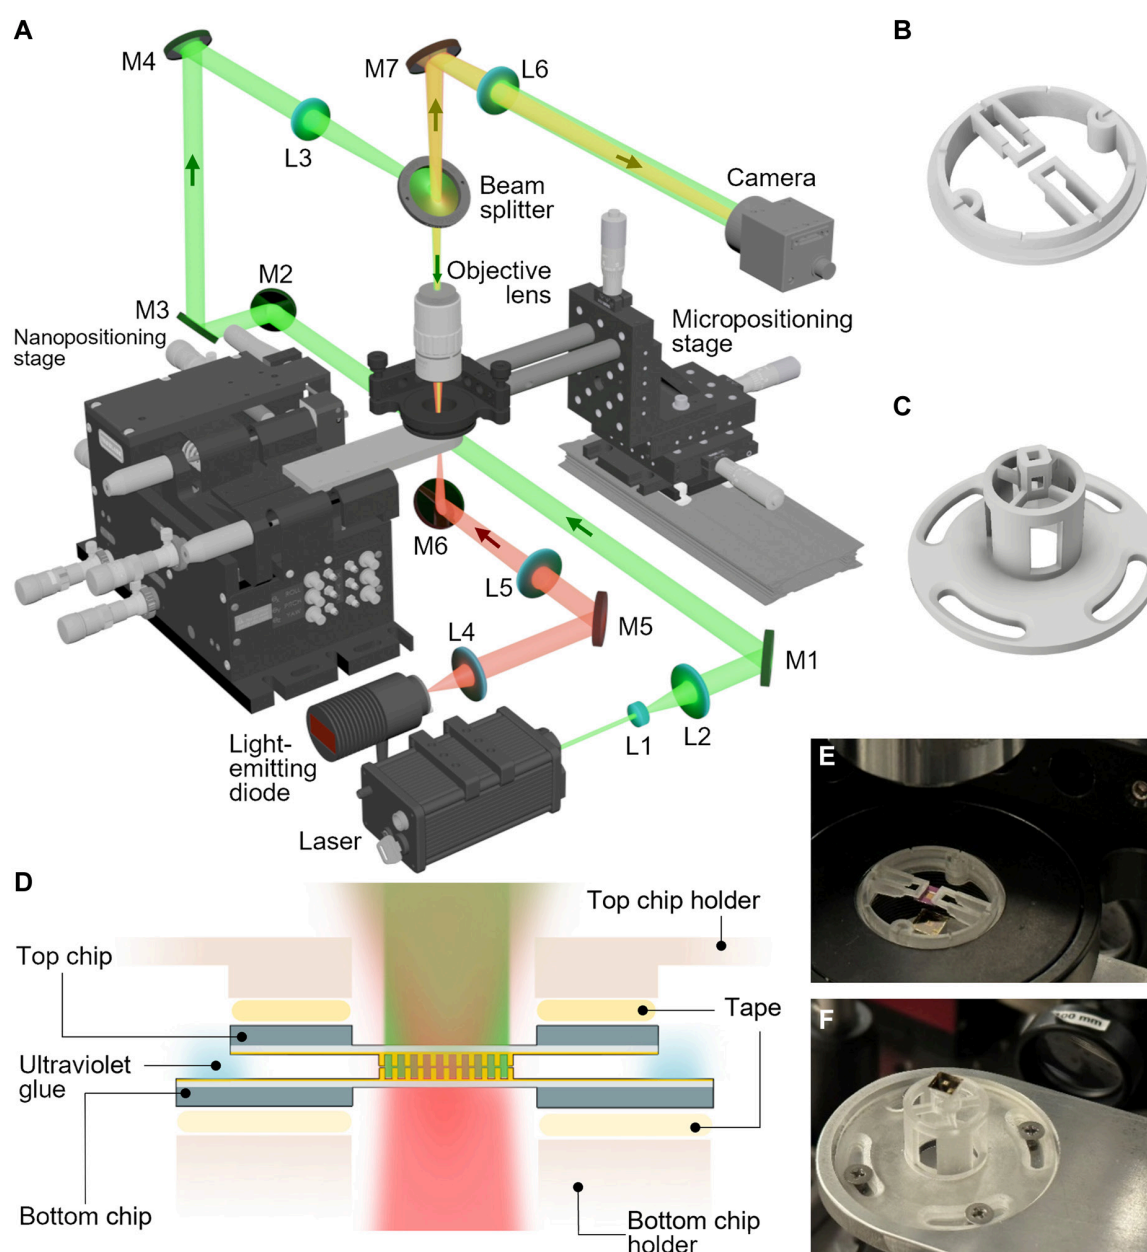 A
M4
L3
M7
L6
Beam
splitter
Camera
Objective
lens
M2
M3
Nanopositioning
stage
Micropositioning
stage
M6
L5
M5
L4
M1
L1
L2
Light-
emitting
diode
Laser
B
C
D
Top chip holder
Top chip
Tape
Ultraviolet
glue
Bottom chip
Bottom chip
holder
E
F